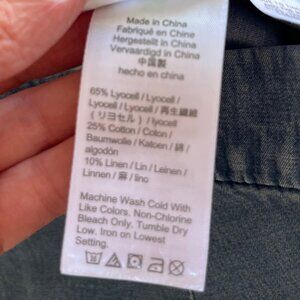 Made in China
Fabriqué en China
Hergestellt in China
Vervaardigd in China
中国製
hecho en china
65% Lyocell / Lyocell /
Lyocell / Lyocell / 再生繊維
(リヨセル) / lyocell
25% Cotton / Coton /
Baumwolle / Katoen / 綿 /
algodón
10% Linen / Lin / Leinen /
Linnen / 麻 / lino
Machine Wash Cold With
Like Colors. Non-Chlorine
Bleach Only. Tumble Dry
Low. Iron on Lowest
Setting.